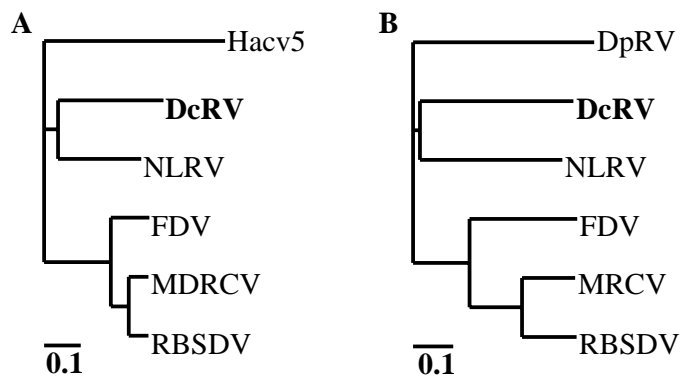 A
Hacv5
DcRV
NLRV
FDV
MDRCV
RBSDV
0.1
B
DpRV
DcRV
NLRV
FDV
MRCV
RBSDV
0.1